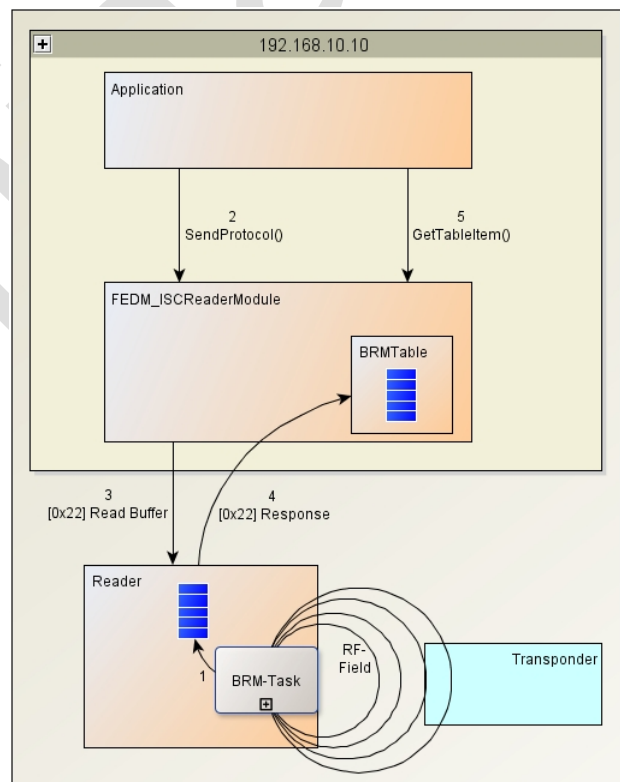 192.168.10.10
Application
2
SendProtocol()
5
GetTableItem()
FEDM_ISCReaderModule
BRMTable
3
[0x22] Read Buffer
4
[0x22] Response
Reader
1
BRM-Task
RF-
Field
Transponder